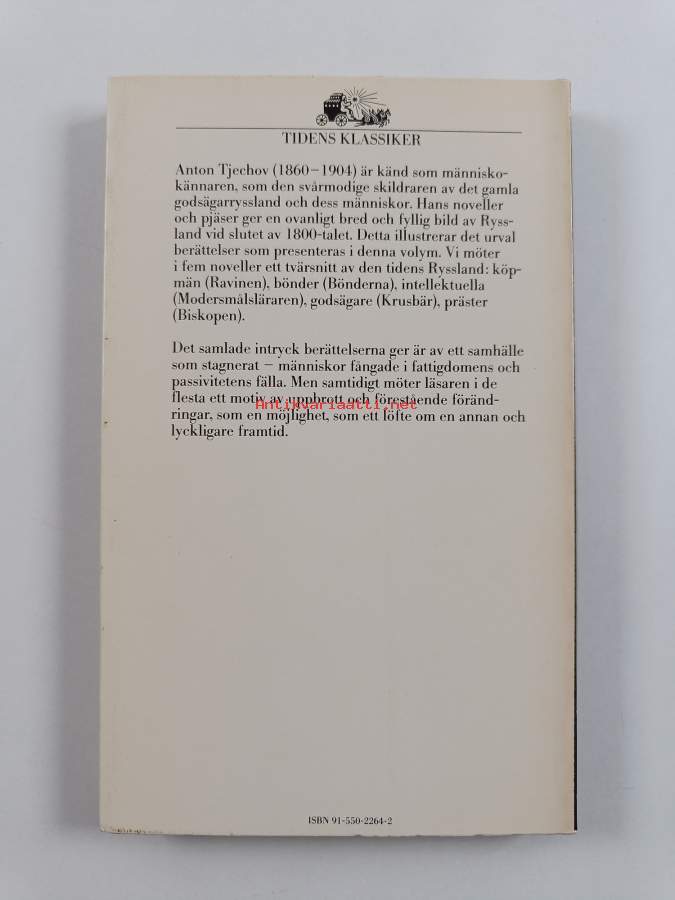 TIDENS KLASSIKER
Anton Tjechov (1860–1904) är känd som människo-
kännaren, som den svårmodige skildraren av det gamla
godsägarryssland och dess människor. Hans noveller
och pjäser ger en ovanligt bred och fyllig bild av Ryss-
land vid slutet av 1800-talet. Detta illustrerar det urval
berättelser som presenteras i denna volym. Vi möter
i fem noveller ett tvärsnitt av den tidens Ryssland: köp-
män (Ravinen), bönder (Bönderna), intellektuella
(Modersmålsläraren), godsägare (Krusbär), präster
(Biskopen).
Det samlade intryck berättelserna ger är av ett samhälle
som stagnerat – människor fångade i fattigdomens och
passivitetens fälla. Men samtidigt möter läsaren i de
flesta ett motiv av uppbrott och förestående föränd-
Antikvariaatti.net
ringar, som en möjlighet, som ett löfte om en annan och
lyckligare framtid.
ISBN 91-550-2264-2